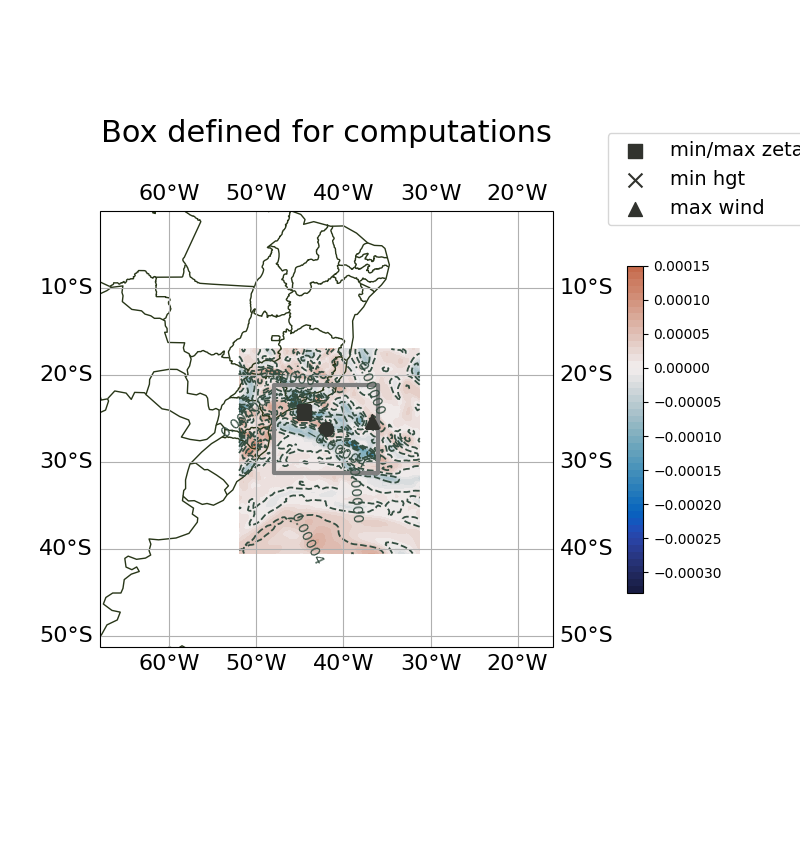 Box defined for computations
min/max zeta
min hgt
max wind
60°W 50°W 40°W 30°W 20°W
0.00015
0.00010
0.00005
0.00000
−0.00005
−0.00010
−0.00015
−0.00020
−0.00025
−0.00030
10°S 10°S
20°S 20°S
30°S 30°S
40°S 40°S
50°S 50°S
0.00004
60°W 50°W 40°W 30°W 20°W